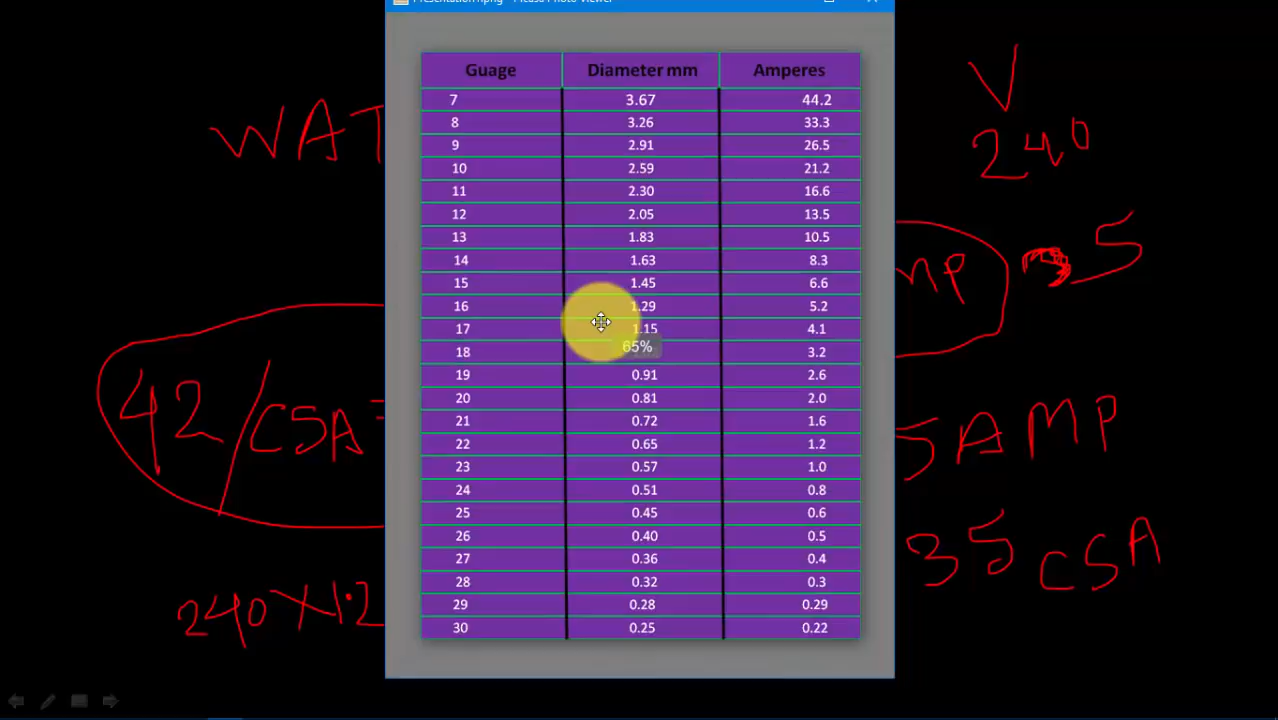 Guage Diameter mm Amperes
7 3.67 44.2
8 3.26 33.3
9 2.91 26.5
10 2.59 21.2
11 2.30 16.6
12 2.05 13.5
13 1.83 10.5
14 1.63 8.3
15 1.45 6.6
16 1.29 5.2
17 1.15 4.1
65%
18 3.2
19 0.91 2.6
20 0.81 2.0
21 0.72 1.6
22 0.65 1.2
23 0.57 1.0
24 0.51 0.8
25 0.45 0.6
26 0.40 0.5
27 0.36 0.4
28 0.32 0.3
29 0.28 0.29
30 0.25 0.22
WAT
42/CSA=
240X1.2
V
240
MP 5
5AMP
35 CSA